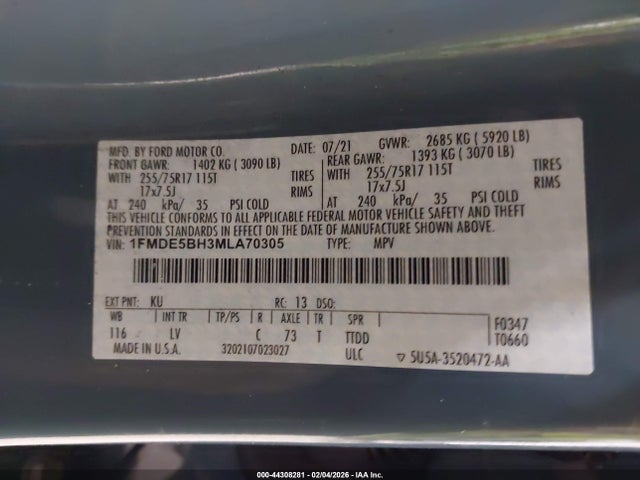 MFD. BY FORD MOTOR CO. DATE: 07/21 GVWR: 2685 KG ( 5920 LB)
FRONT GAWR: 1402 KG ( 3090 LB) REAR GAWR: 1393 KG ( 3070 LB)
WITH 255/75R17 115T TIRES WITH 255/75R17 115T TIRES
17x7.5J RIMS 17x7.5J RIMS
AT 240 kPa/ 35 PSI COLD AT 240 kPa/ 35 PSI COLD
THIS VEHICLE CONFORMS TO ALL APPLICABLE FEDERAL MOTOR VEHICLE SAFETY AND THEFT
PREVENTION STANDARDS IN EFFECT ON THE DATE OF MANUFACTURE SHOWN ABOVE.
VIN: 1FMDE5BH3MLA70305 TYPE: MPV
EXT PNT: KU RC: 13 DSO:
WB INT TR TP/PS R AXLE TR SPR F0347
116 LV C 73 T TTDD T0660
MADE IN U.S.A. 3202107023027 ULC ▽ 5U5A-3520472-AA
000-44308281 - 02/04/2026 - IAA Inc.